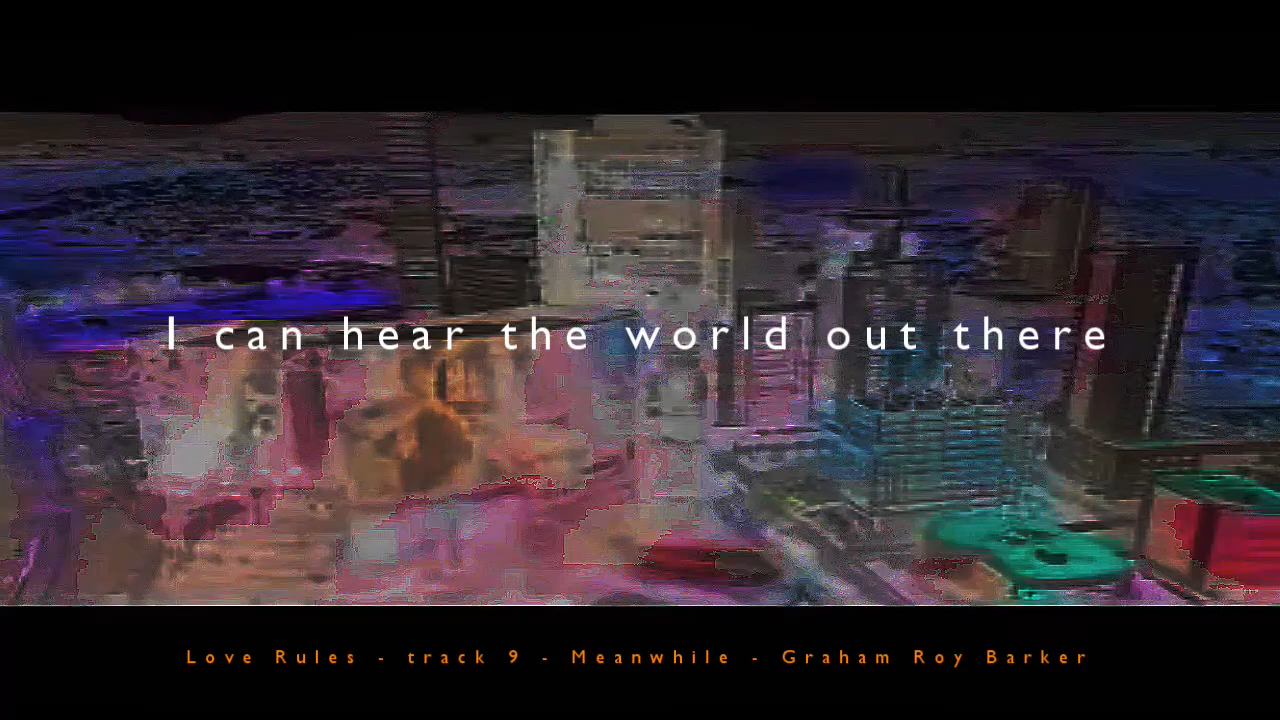 I can hear the world out there
Love Rules - track 9 - Meanwhile - Graham Roy Barker